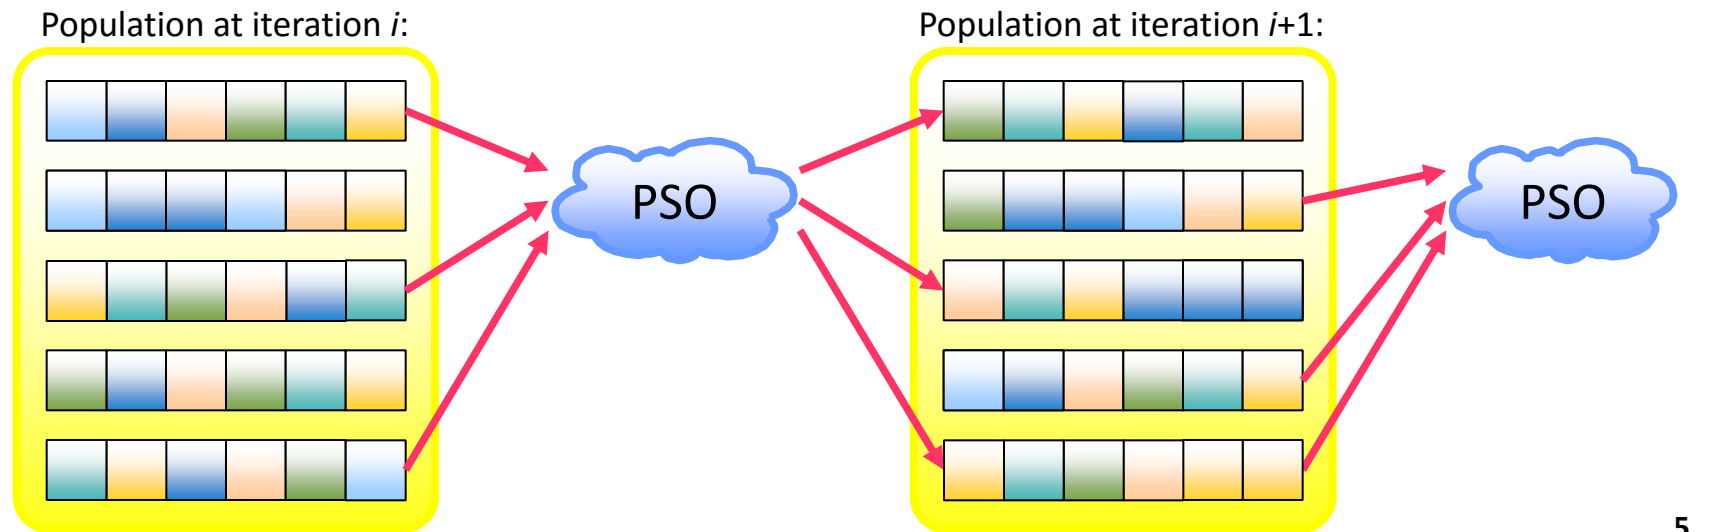 Population at iteration i:
Population at iteration i+1:
PSO
PSO
5